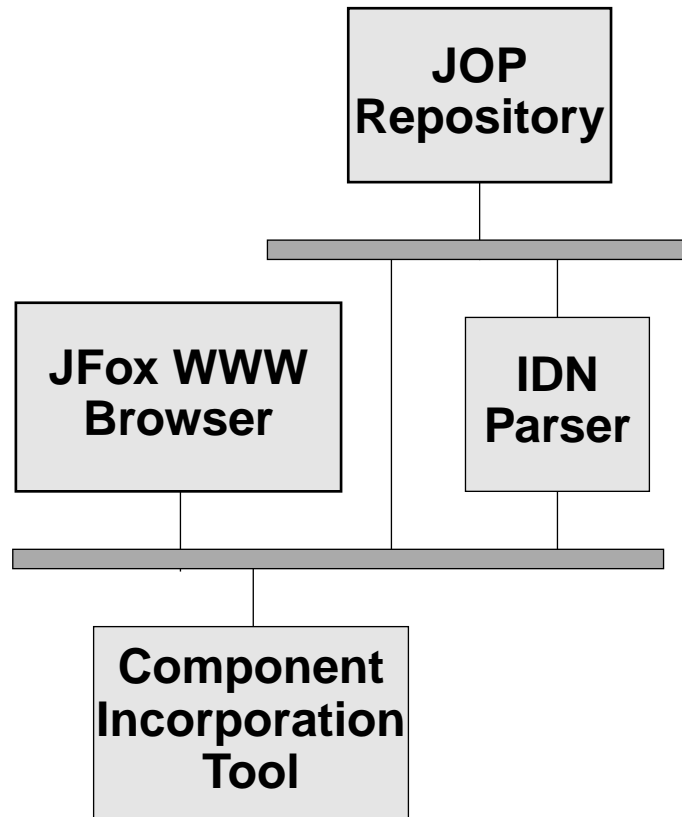 JOP
Repository
JFox WWW
Browser
IDN
Parser
Component
Incorporation
Tool